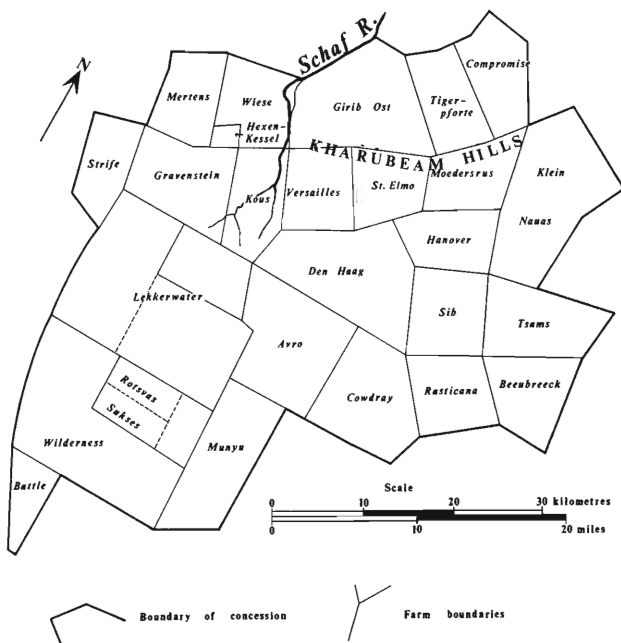 Schaf R.
Compromise
Mertens
Wiese
Girib Ost
Tiger-
pforte
Hexen-
Kessel
KHARUBEAM HILLS
Strife
Gravenstein
Kous
Versailles
St. Elmo
Moedersrus
Klein
Nauas
Hanover
Den Haag
Lekkerwater
Sib
Tsams
Avro
Rotsvas
Sukses
Cowdray
Rusticana
Beeubreeck
Wilderness
Munyu
Battle
N
Scale
0 10 20 30 kilometres
0 10 20 miles
Boundary of concession
Farm boundaries